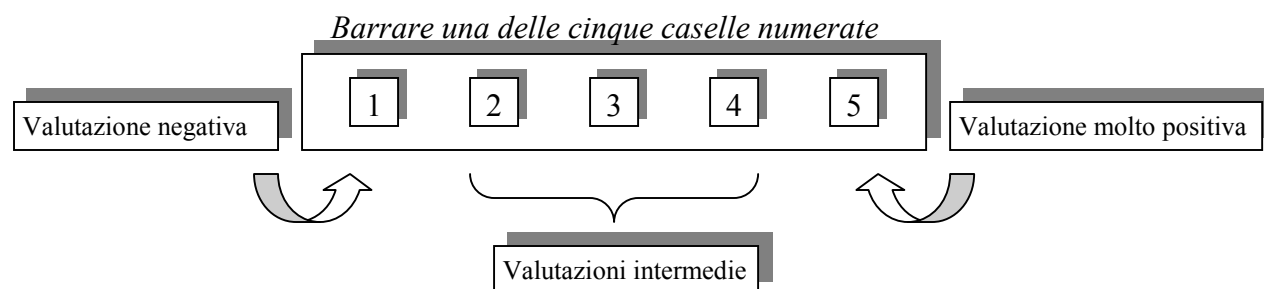 Barrare una delle cinque caselle numerate
1 2 3 4 5
Valutazione negativa
Valutazione molto positiva
Valutazioni intermedie